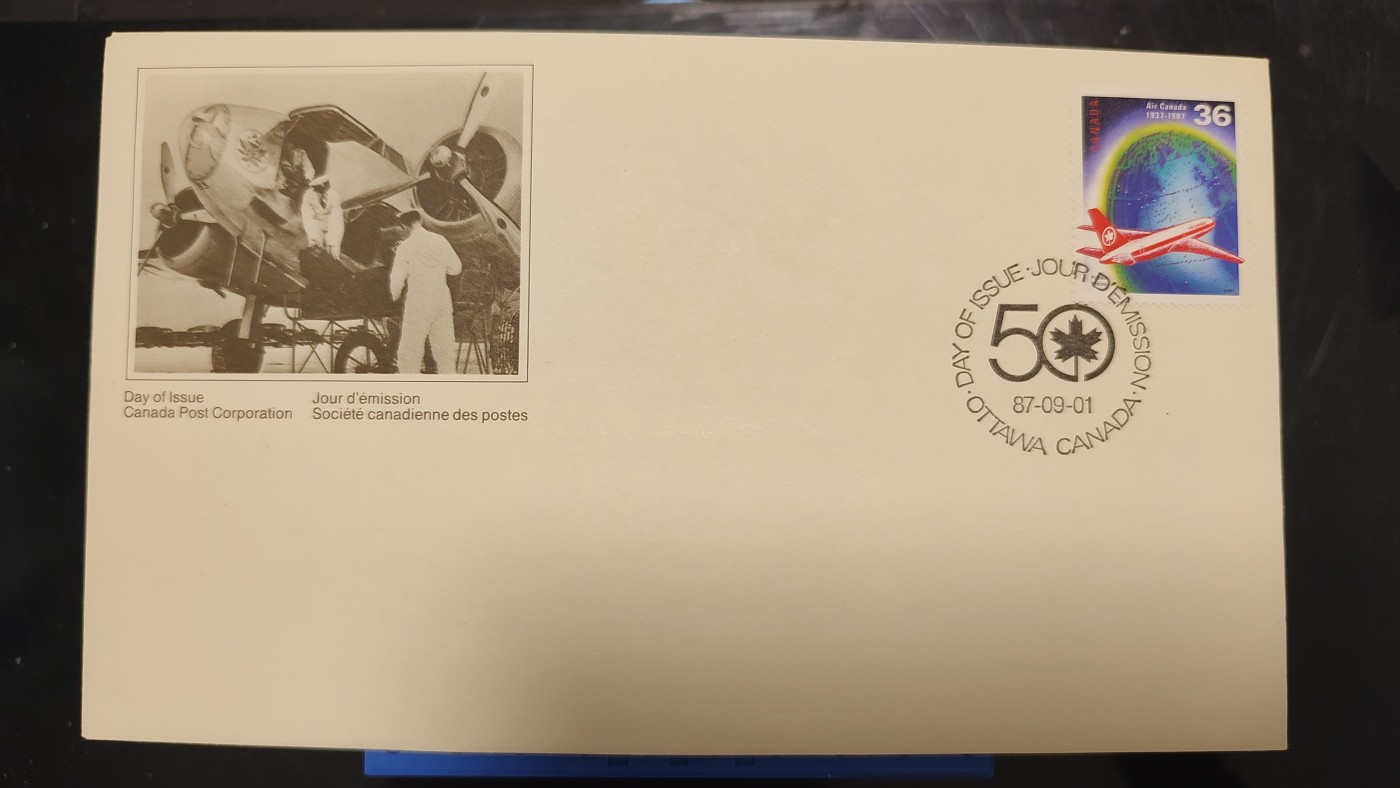 Day of Issue
Canada Post Corporation
Jour d'émission
Société canadienne des postes
CANADA
Air Canada
1937-1987
36
· DAY OF ISSUE · JOUR D'ÉMISSION ·
50
87-09-01
OTTAWA CANADA